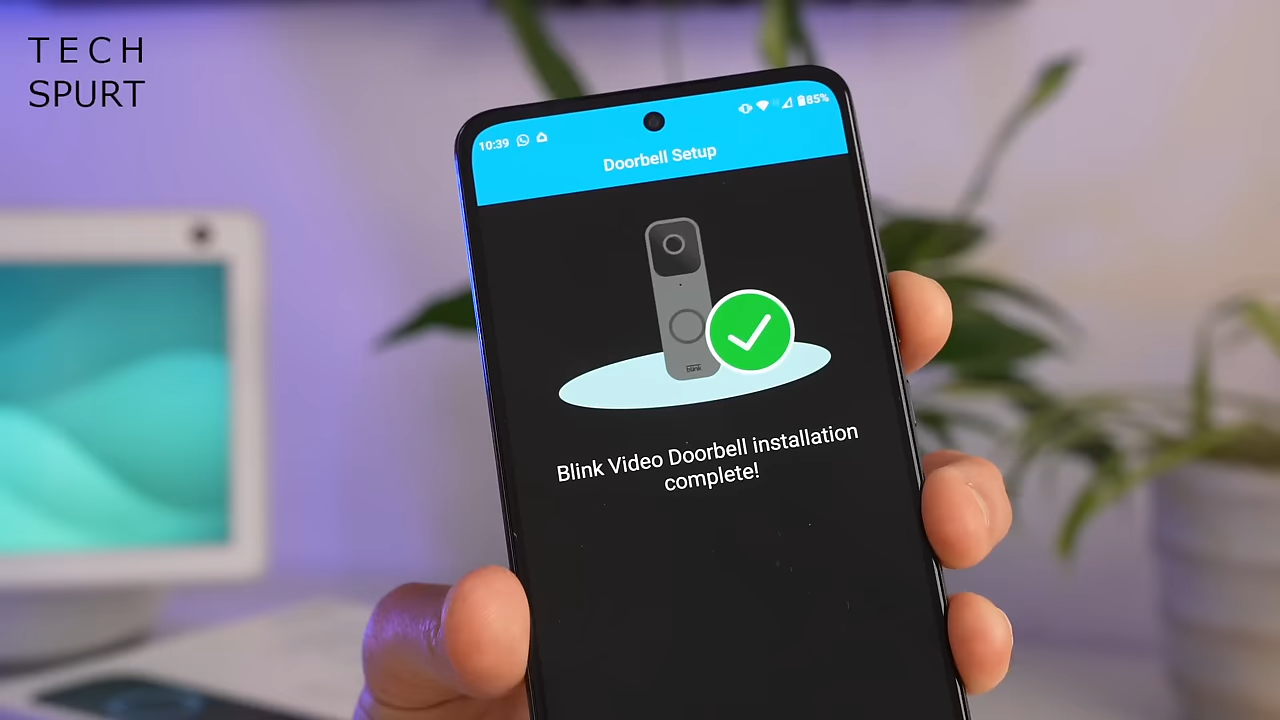 TECH
SPURT
10:39
85%
Doorbell Setup
blink
Blink Video Doorbell installation
complete!